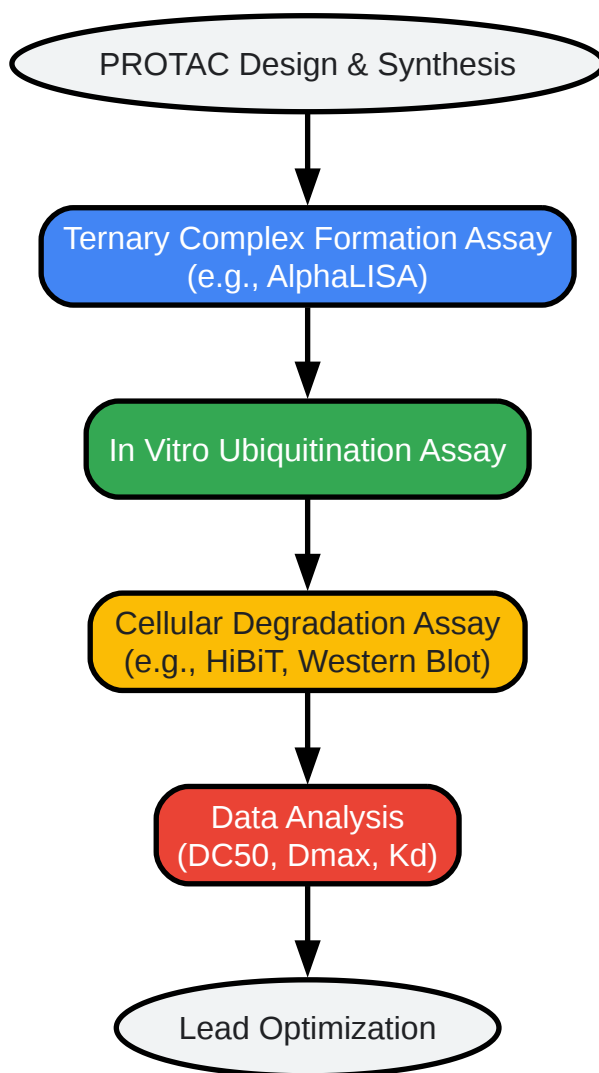 PROTAC Design & Synthesis
Ternary Complex Formation Assay
(e.g., AlphaLISA)
In Vitro Ubiquitination Assay
Cellular Degradation Assay
(e.g., HiBiT, Western Blot)
Data Analysis
(DC50, Dmax, Kd)
Lead Optimization